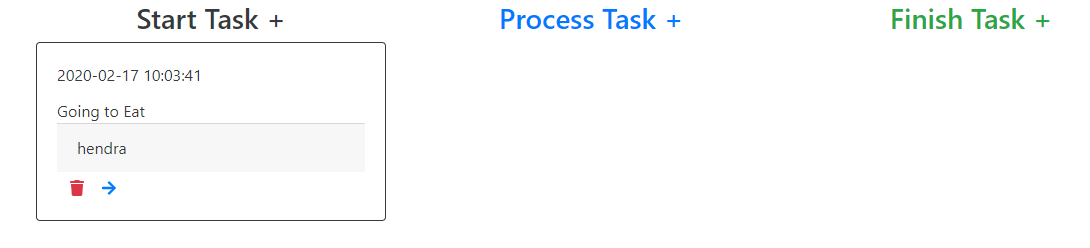 Start Task +
Process Task +
Finish Task +
2020-02-17 10:03:41
Going to Eat
hendra